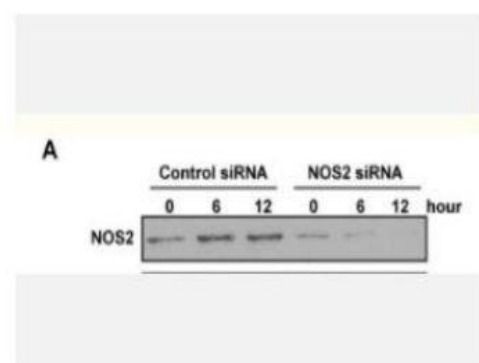 A
Control siRNA NOS2 siRNA
0 6 12 0 6 12 hour
NOS2